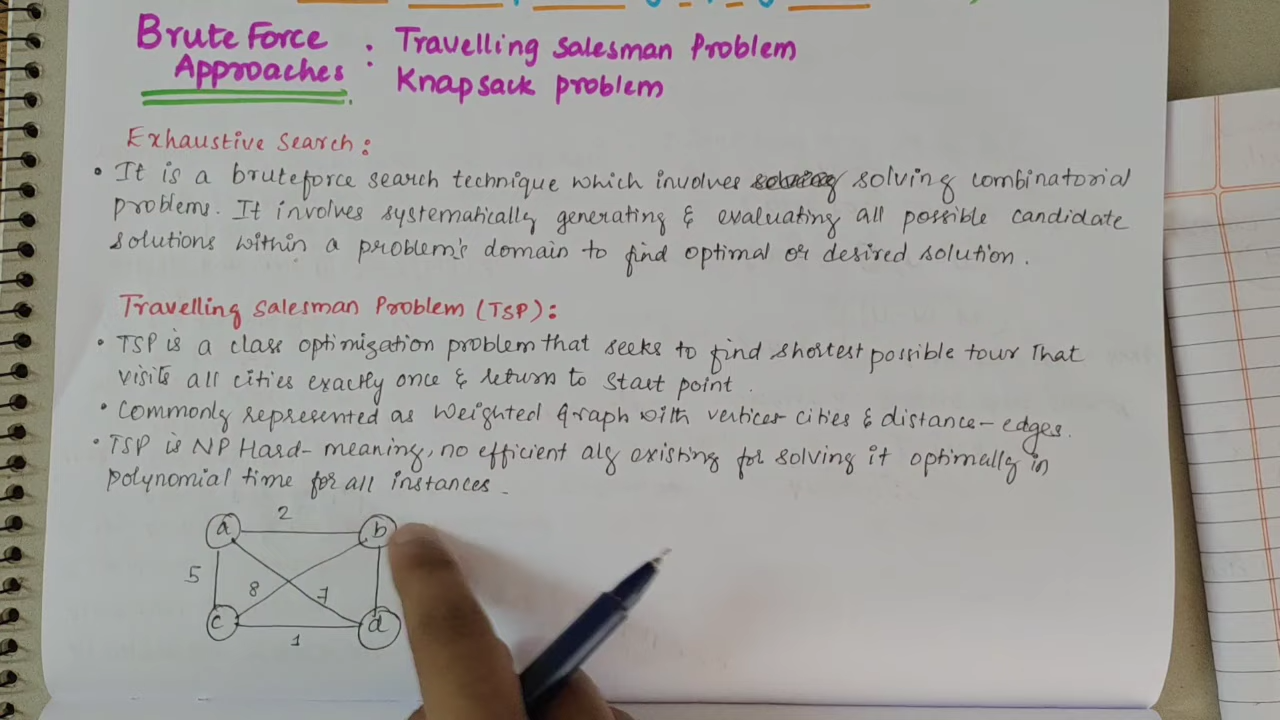 Brute Force
Approaches : Travelling Salesman Problem
Knapsack problem
Exhaustive Search :
• It is a bruteforce search technique which involves solving combinatorial
problems. It involves systematically generating & evaluating all possible candidate
solutions within a problem's domain to find optimal or desired solution.
Travelling Salesman Problem (TSP) :
• TSP is a class optimization problem that seeks to find shortest possible tour That
visits all cities exactly once & return to start point.
• Commonly represented as Weighted Graph with vertices- cities & distance - edges.
• TSP is NP Hard- meaning, no efficient alg existing for solving it optimally in
polynomial time for all instances.
a 2 b
5 8 7
c 1 d